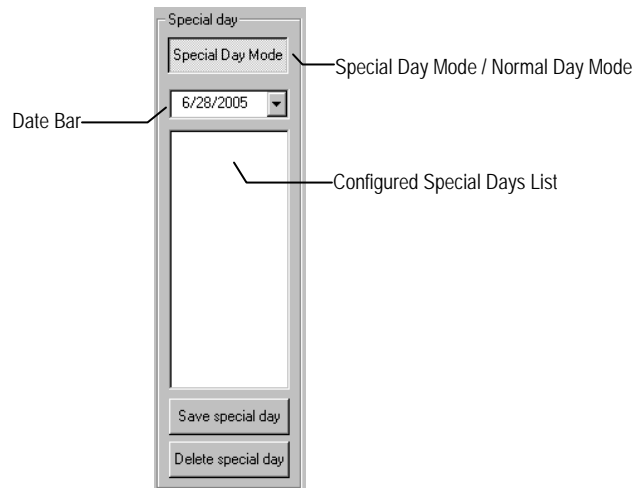 Special day
Special Day Mode
Special Day Mode / Normal Day Mode
6/28/2005
Date Bar
Configured Special Days List
Save special day
Delete special day